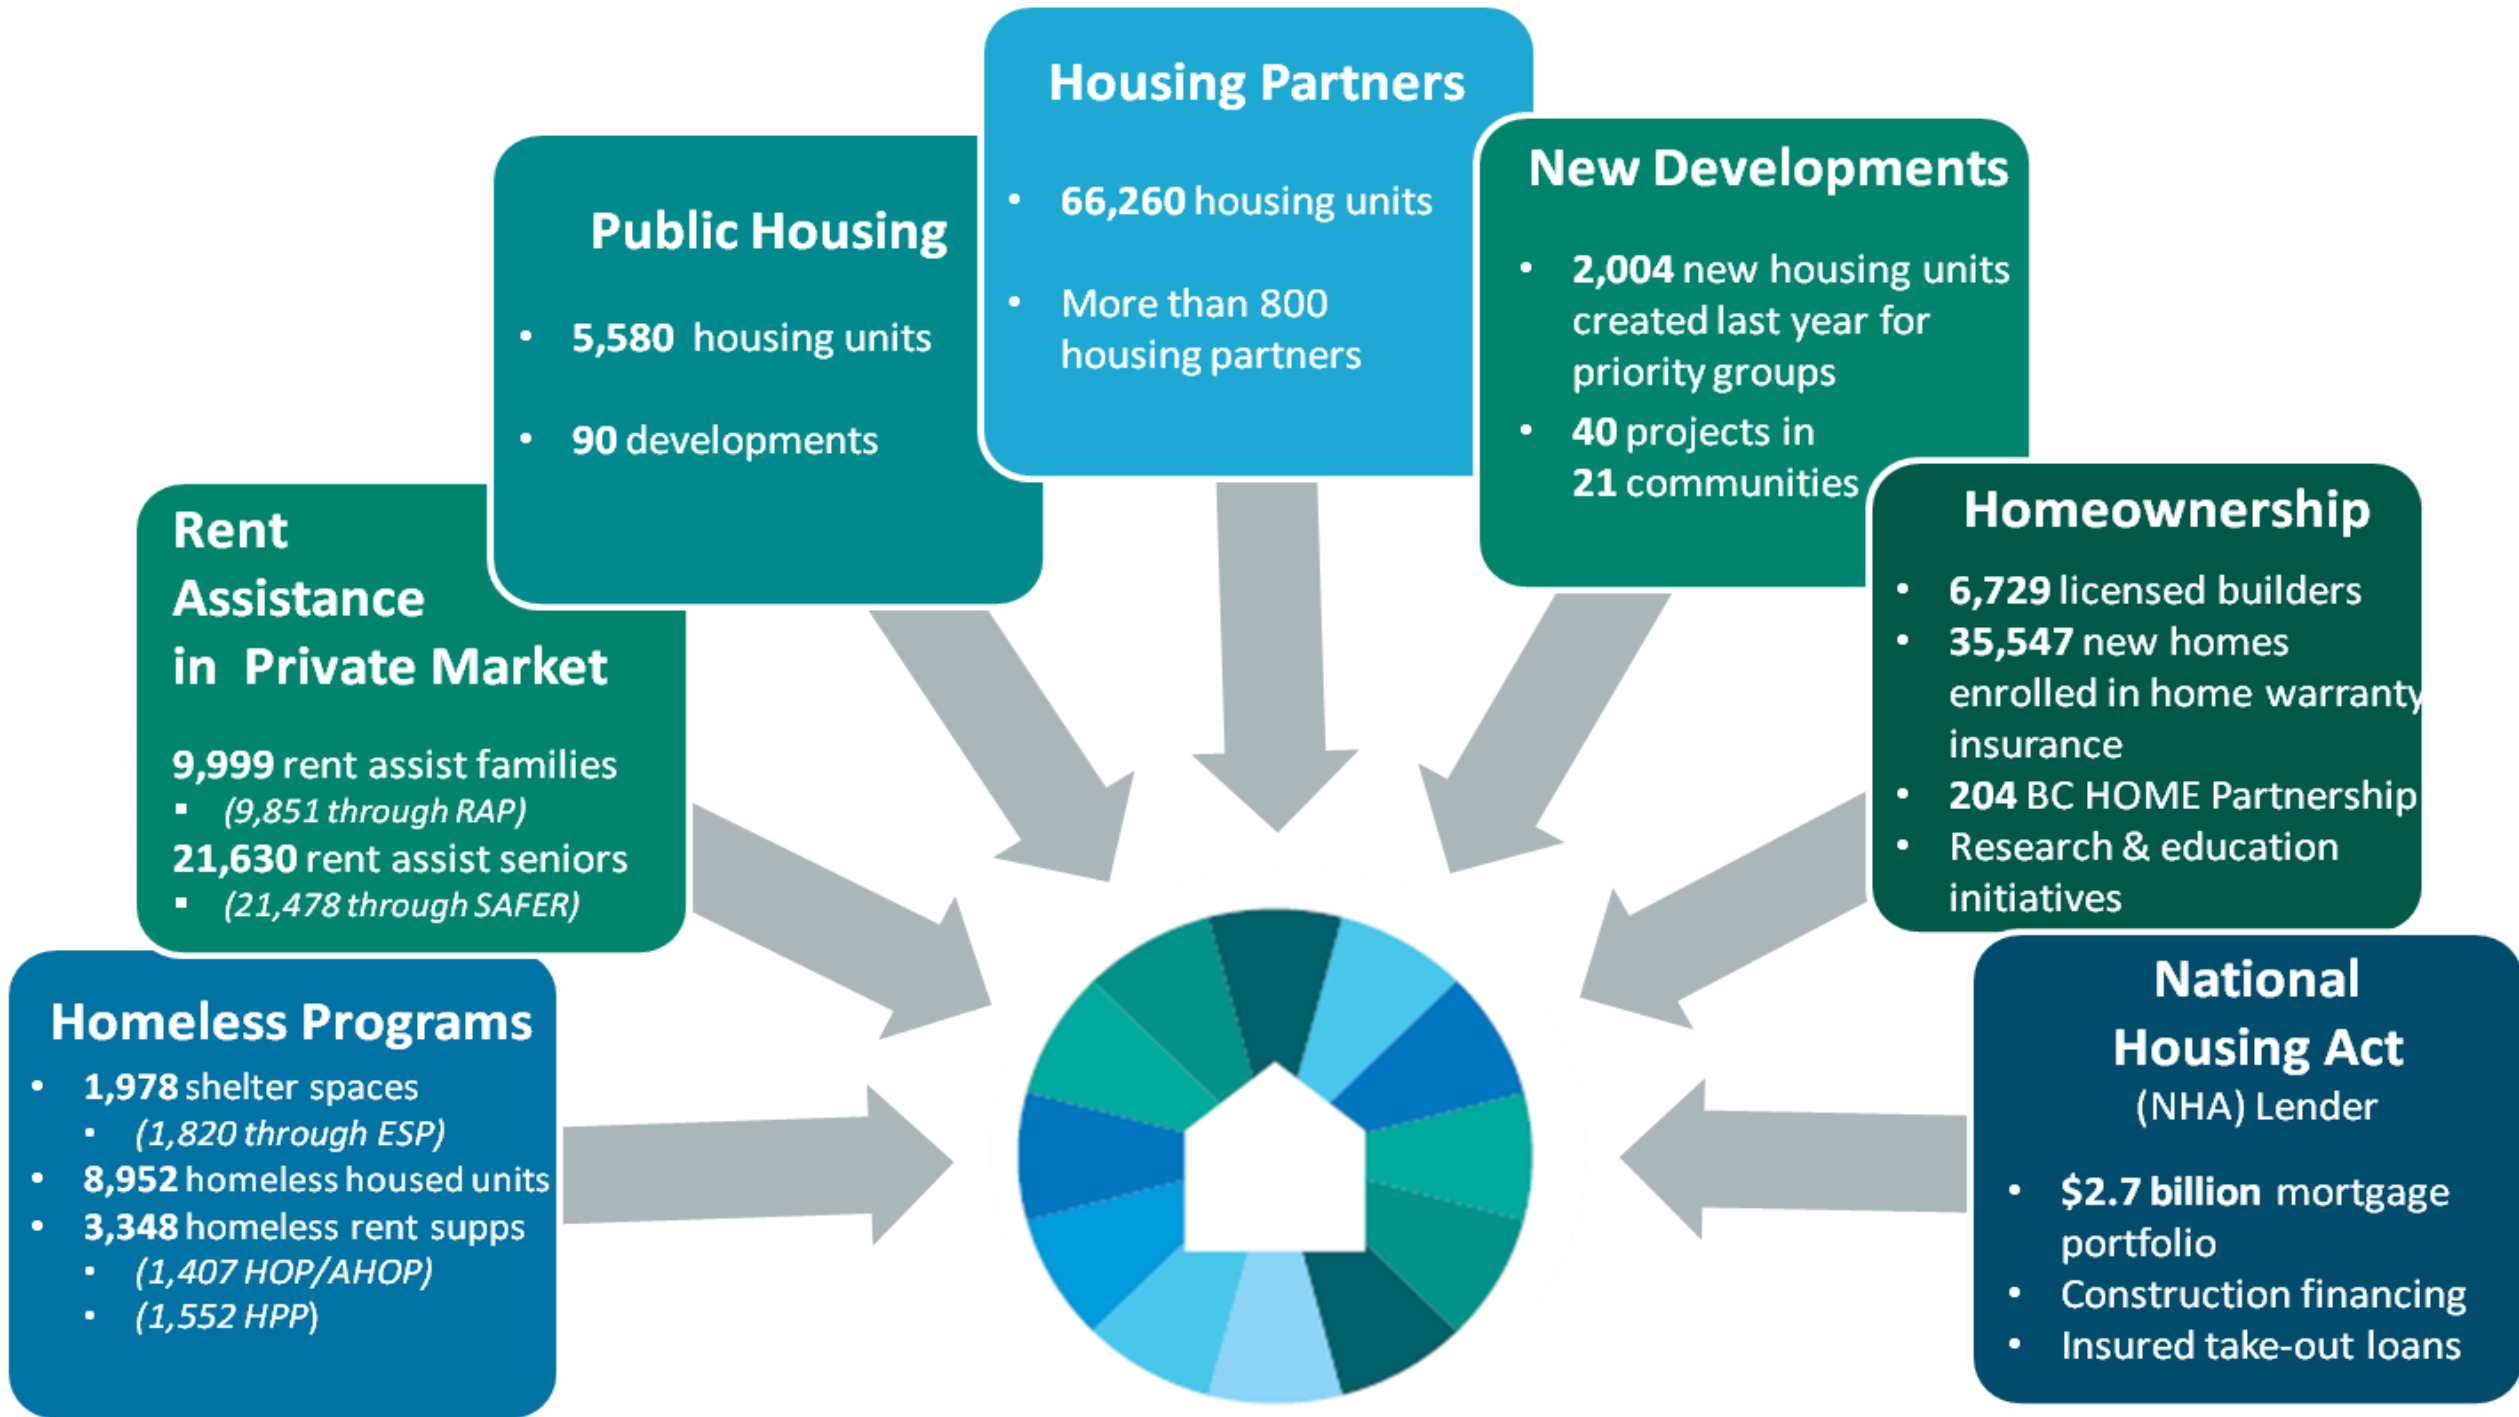 Homeless Programs
• 1,978 shelter spaces
• (1,820 through ESP)
• 8,952 homeless housed units
• 3,348 homeless rent supps
• (1,407 HOP/AHOP)
• (1,552 HPP)
Rent
Assistance
in Private Market
9,999 rent assist families
▪ (9,851 through RAP)
21,630 rent assist seniors
▪ (21,478 through SAFER)
Public Housing
• 5,580 housing units
• 90 developments
Housing Partners
• 66,260 housing units
• More than 800
housing partners
New Developments
• 2,004 new housing units
created last year for
priority groups
• 40 projects in
21 communities
Homeownership
• 6,729 licensed builders
• 35,547 new homes
enrolled in home warranty
insurance
• 204 BC HOME Partnership
• Research & education
initiatives
National
Housing Act
(NHA) Lender
• $2.7 billion mortgage
portfolio
• Construction financing
• Insured take-out loans